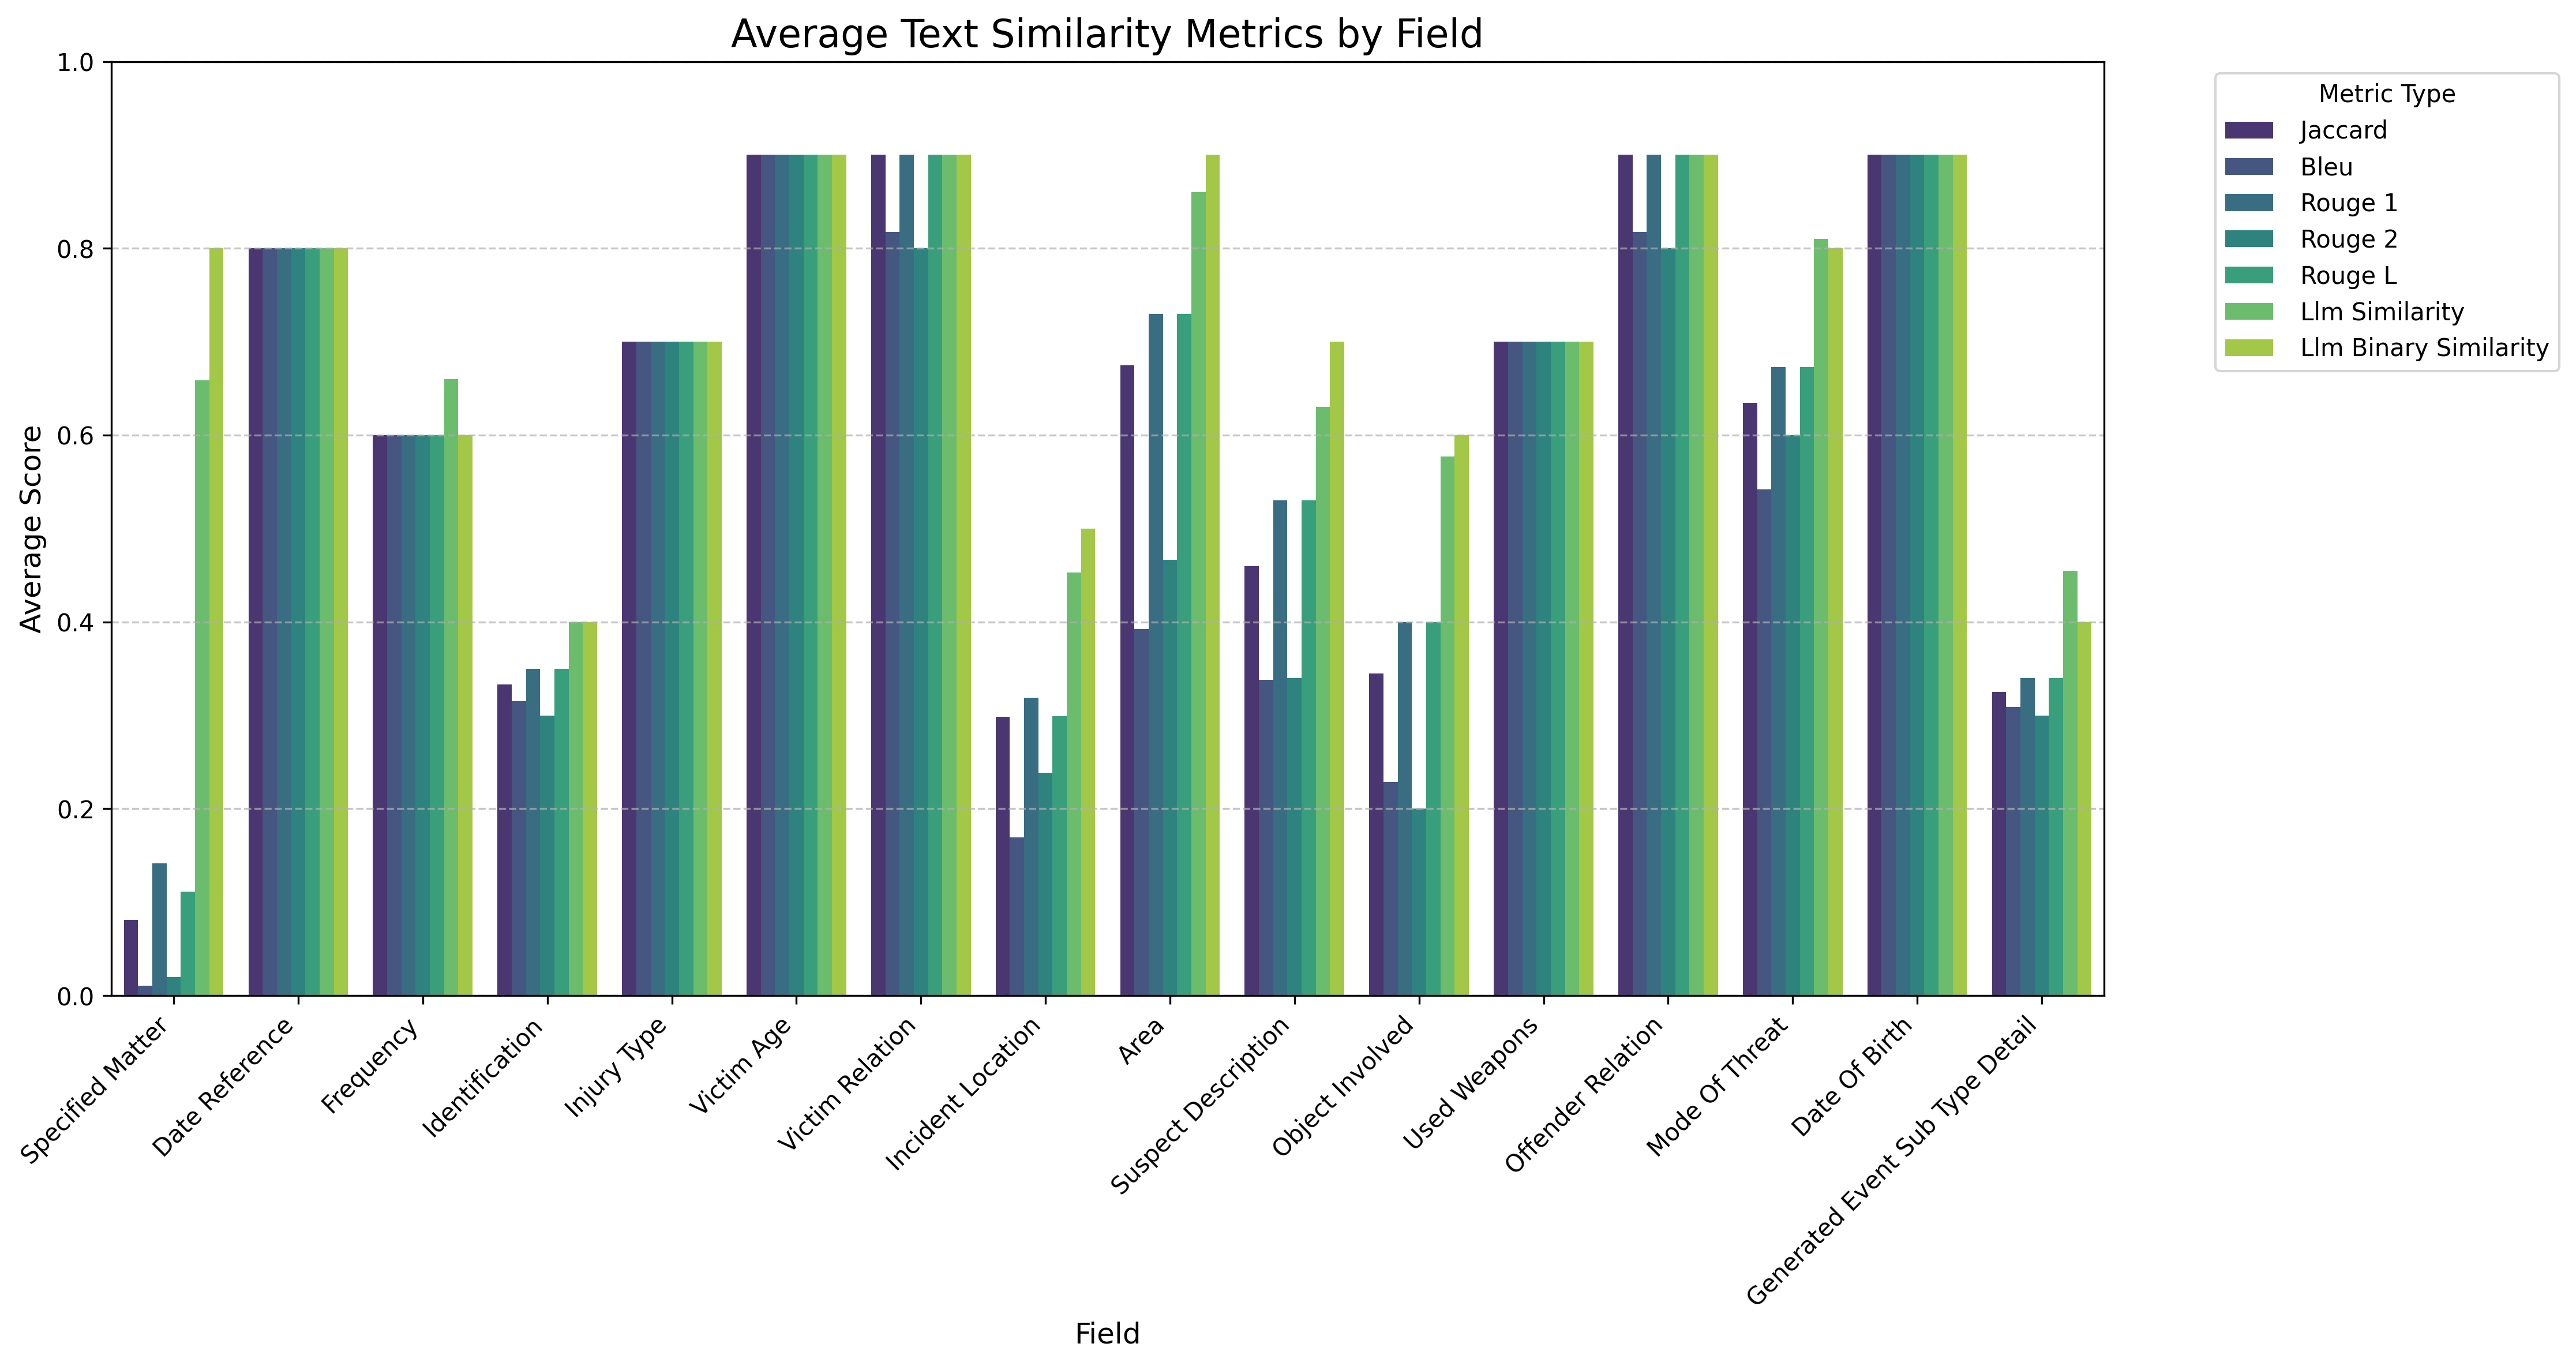 Average Text Similarity Metrics by Field
Metric Type
Jaccard
Bleu
Rouge 1
Rouge 2
Rouge L
Llm Similarity
Llm Binary Similarity
Average Score
1.0
0.8
0.6
0.4
0.2
0.0
Specified Matter
Date Reference
Frequency
Identification
Injury Type
Victim Age
Victim Relation
Incident Location
Area
Suspect Description
Object Involved
Used Weapons
Offender Relation
Mode Of Threat
Date Of Birth
Generated Event Sub Type Detail
Field